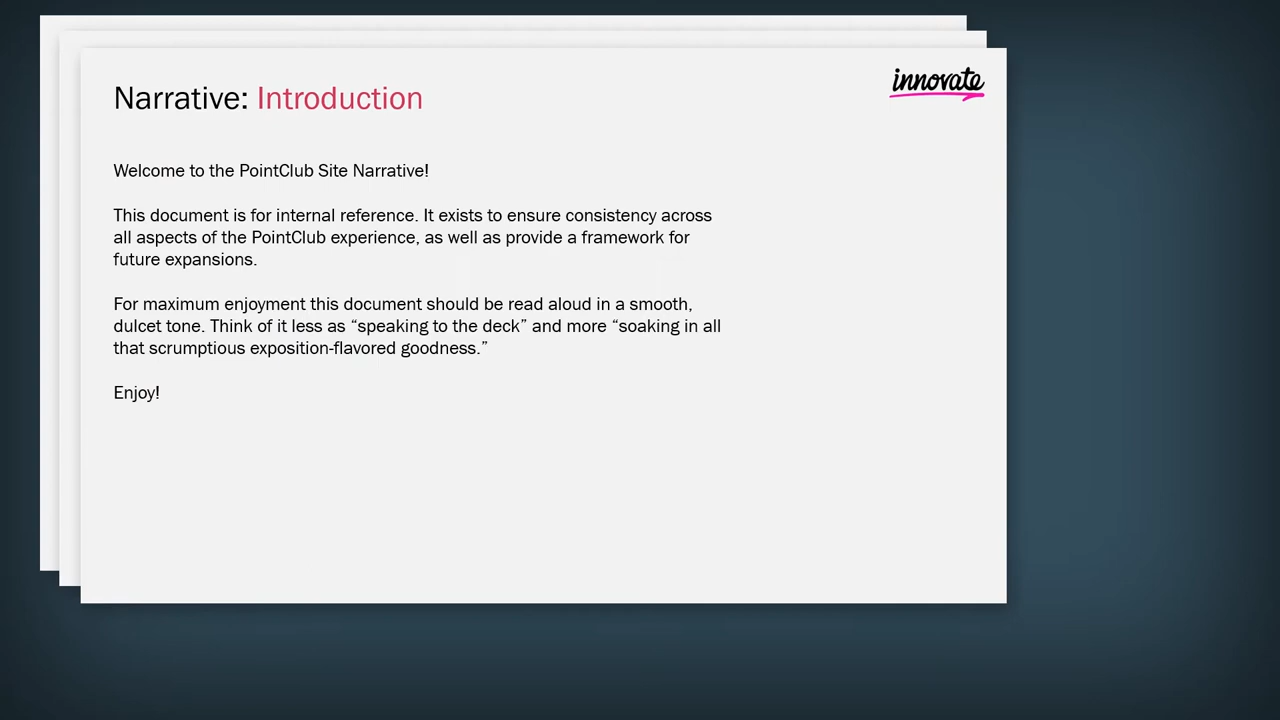 innovate
Narrative: Introduction
Welcome to the PointClub Site Narrative!
This document is for internal reference. It exists to ensure consistency across
all aspects of the PointClub experience, as well as provide a framework for
future expansions.
For maximum enjoyment this document should be read aloud in a smooth,
dulcet tone. Think of it less as “speaking to the deck” and more “soaking in all
that scrumptious exposition-flavored goodness.”
Enjoy!